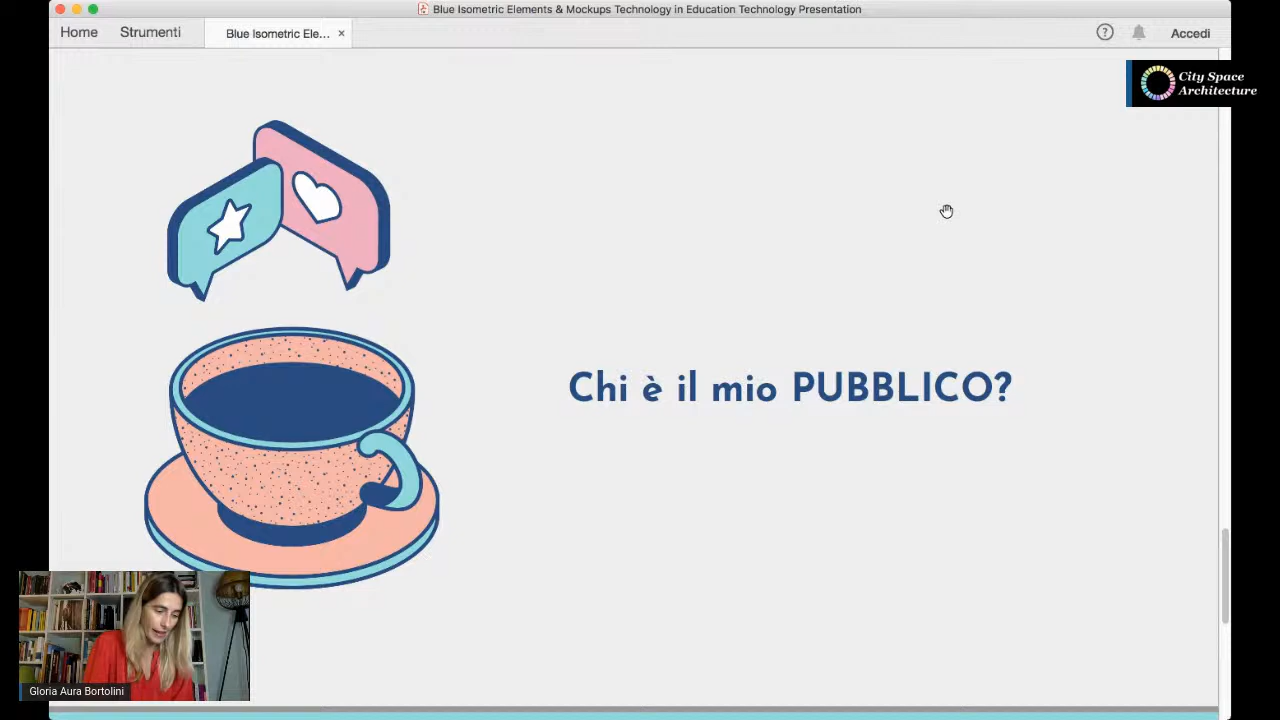 Blue Isometric Elements & Mockups Technology in Education Technology Presentation
Home
Strumenti
Blue Isometric Ele...
Accedi
City Space
Architecture
Chi è il mio PUBBLICO?
Gloria Aura Bortolini